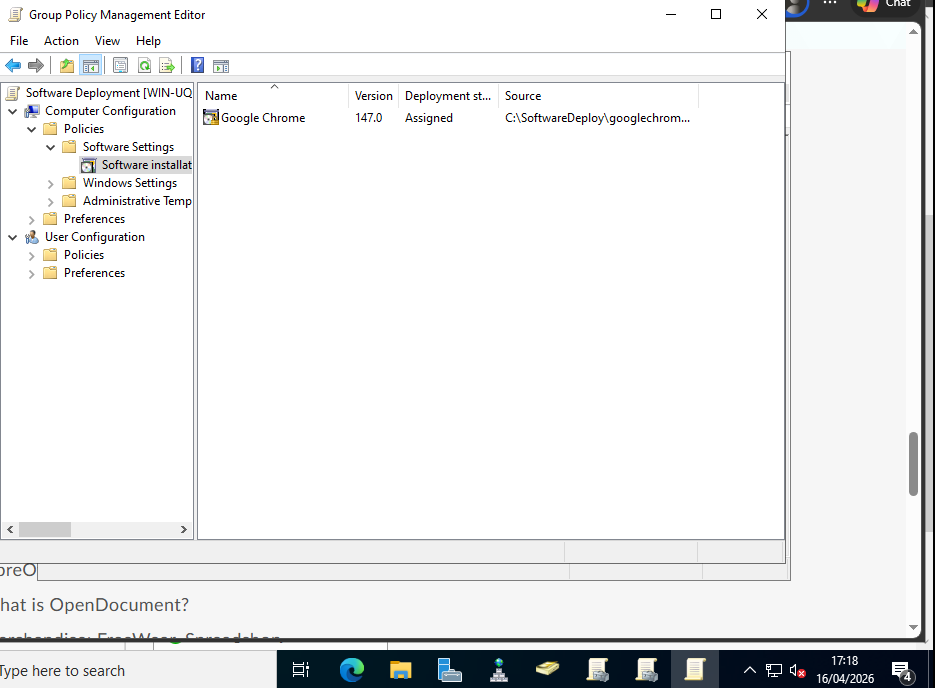 Group Policy Management Editor
Chat
File Action View Help
Software Deployment [WIN-UQ
Computer Configuration
Policies
Software Settings
Software installat
Windows Settings
Administrative Temp
Preferences
User Configuration
Policies
Preferences
Name Version Deployment st... Source
Google Chrome 147.0 Assigned C:\SoftwareDeploy\googlechrom...
oreO
hat is OpenDocument?
Type here to search
17:18
16/04/2026
4